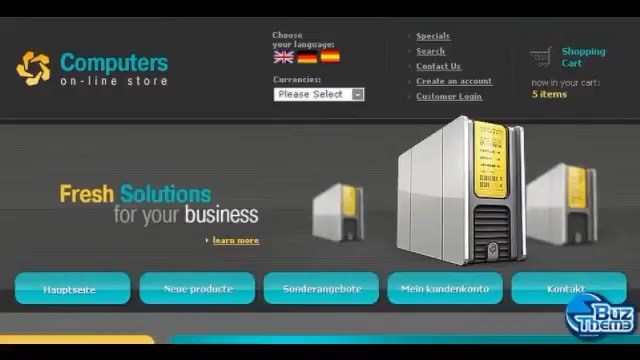 Computers
on-line store
Choose
your language:
Currencies:
Please Select
Specials
Search
Contact Us
Create an account
Customer Login
Shopping
Cart
now in your cart:
5 items
Fresh Solutions
for your business
learn more
Hauptseite
Neue produkte
Sonderangebote
Mein kundenkonto
Kontakt
Buz
Them3